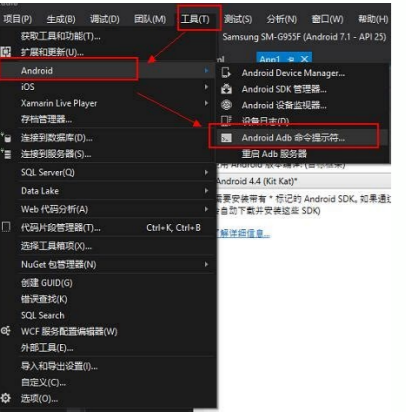 项目(P) 生成(B) 调试(D) 团队(M) 工具(T) 测试(S) 分析(N) 窗口(W) 帮助(H)
获取工具和功能(T)...
Samsung SM-G955F (Android 7.1 - API 25)
扩展和更新(U)...
App1
Android
Android Device Manager...
iOS
Android SDK 管理器...
Xamarin Live Player
Android 设备监视器...
存档管理器...
设备日志(D)...
连接到数据库(D)...
Android Adb 命令提示符...
连接到服务器(S)...
重启 Adb 服务器
SQL Server(Q)
Android 4.4 (Kit Kat)*
Data Lake
需要安装带有 * 标记的 Android SDK, 如果通过
Web 代码分析(A)
自动下载并安装这些 SDK)
代码片段管理器(T)... Ctrl+K, Ctrl+B
了解详细信息...
选择工具箱项(X)...
NuGet 包管理器(N)
创建 GUID(G)
错误查找(K)
SQL Search
WCF 服务配置编辑器(W)
外部工具(E)...
导入和导出设置(I)...
自定义(C)...
选项(O)...